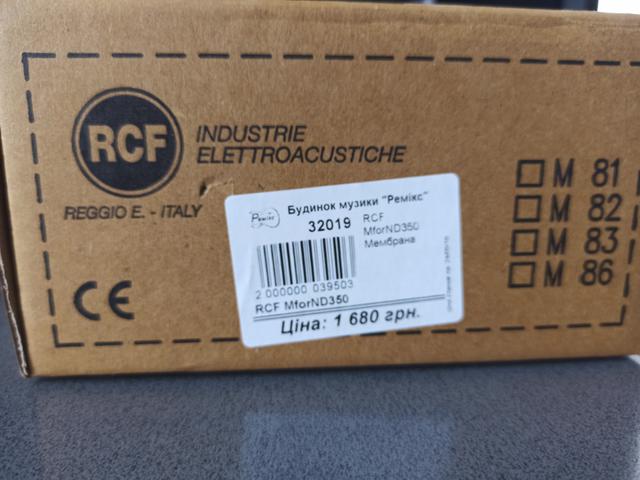 RCF
INDUSTRIE
ELETTROACUSTICHE
REGGIO E. - ITALY
CE
M 81
M 82
M 83
M 86
Ремікс
Будинок музики "Ремікс"
32019
RCF
MforND350
Мембрана
2 000000 039503
RCF MforND350
Ціна: 1 680 грн.